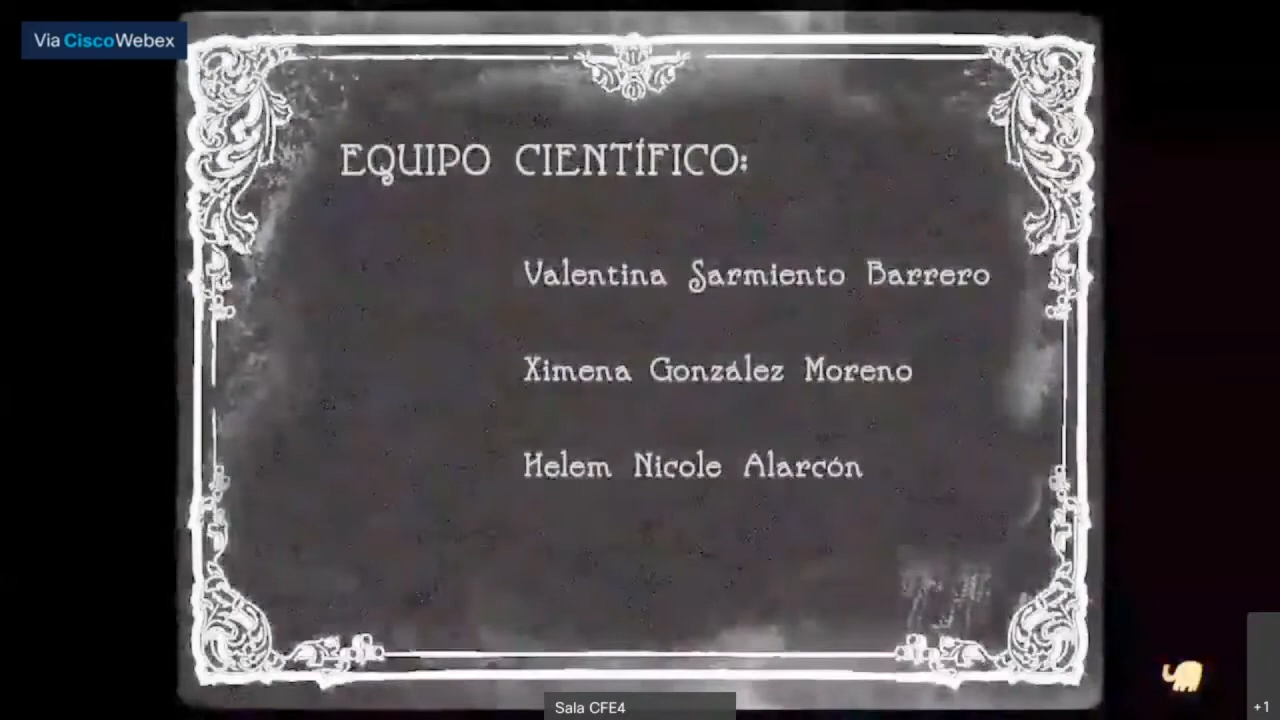 Via CiscoWebex
EQUIPO CIENTÍFICO:
Valentina Sarmiento Barrero
Ximena González Moreno
Helem Nicole Alarcón
Sala CFE4
+1